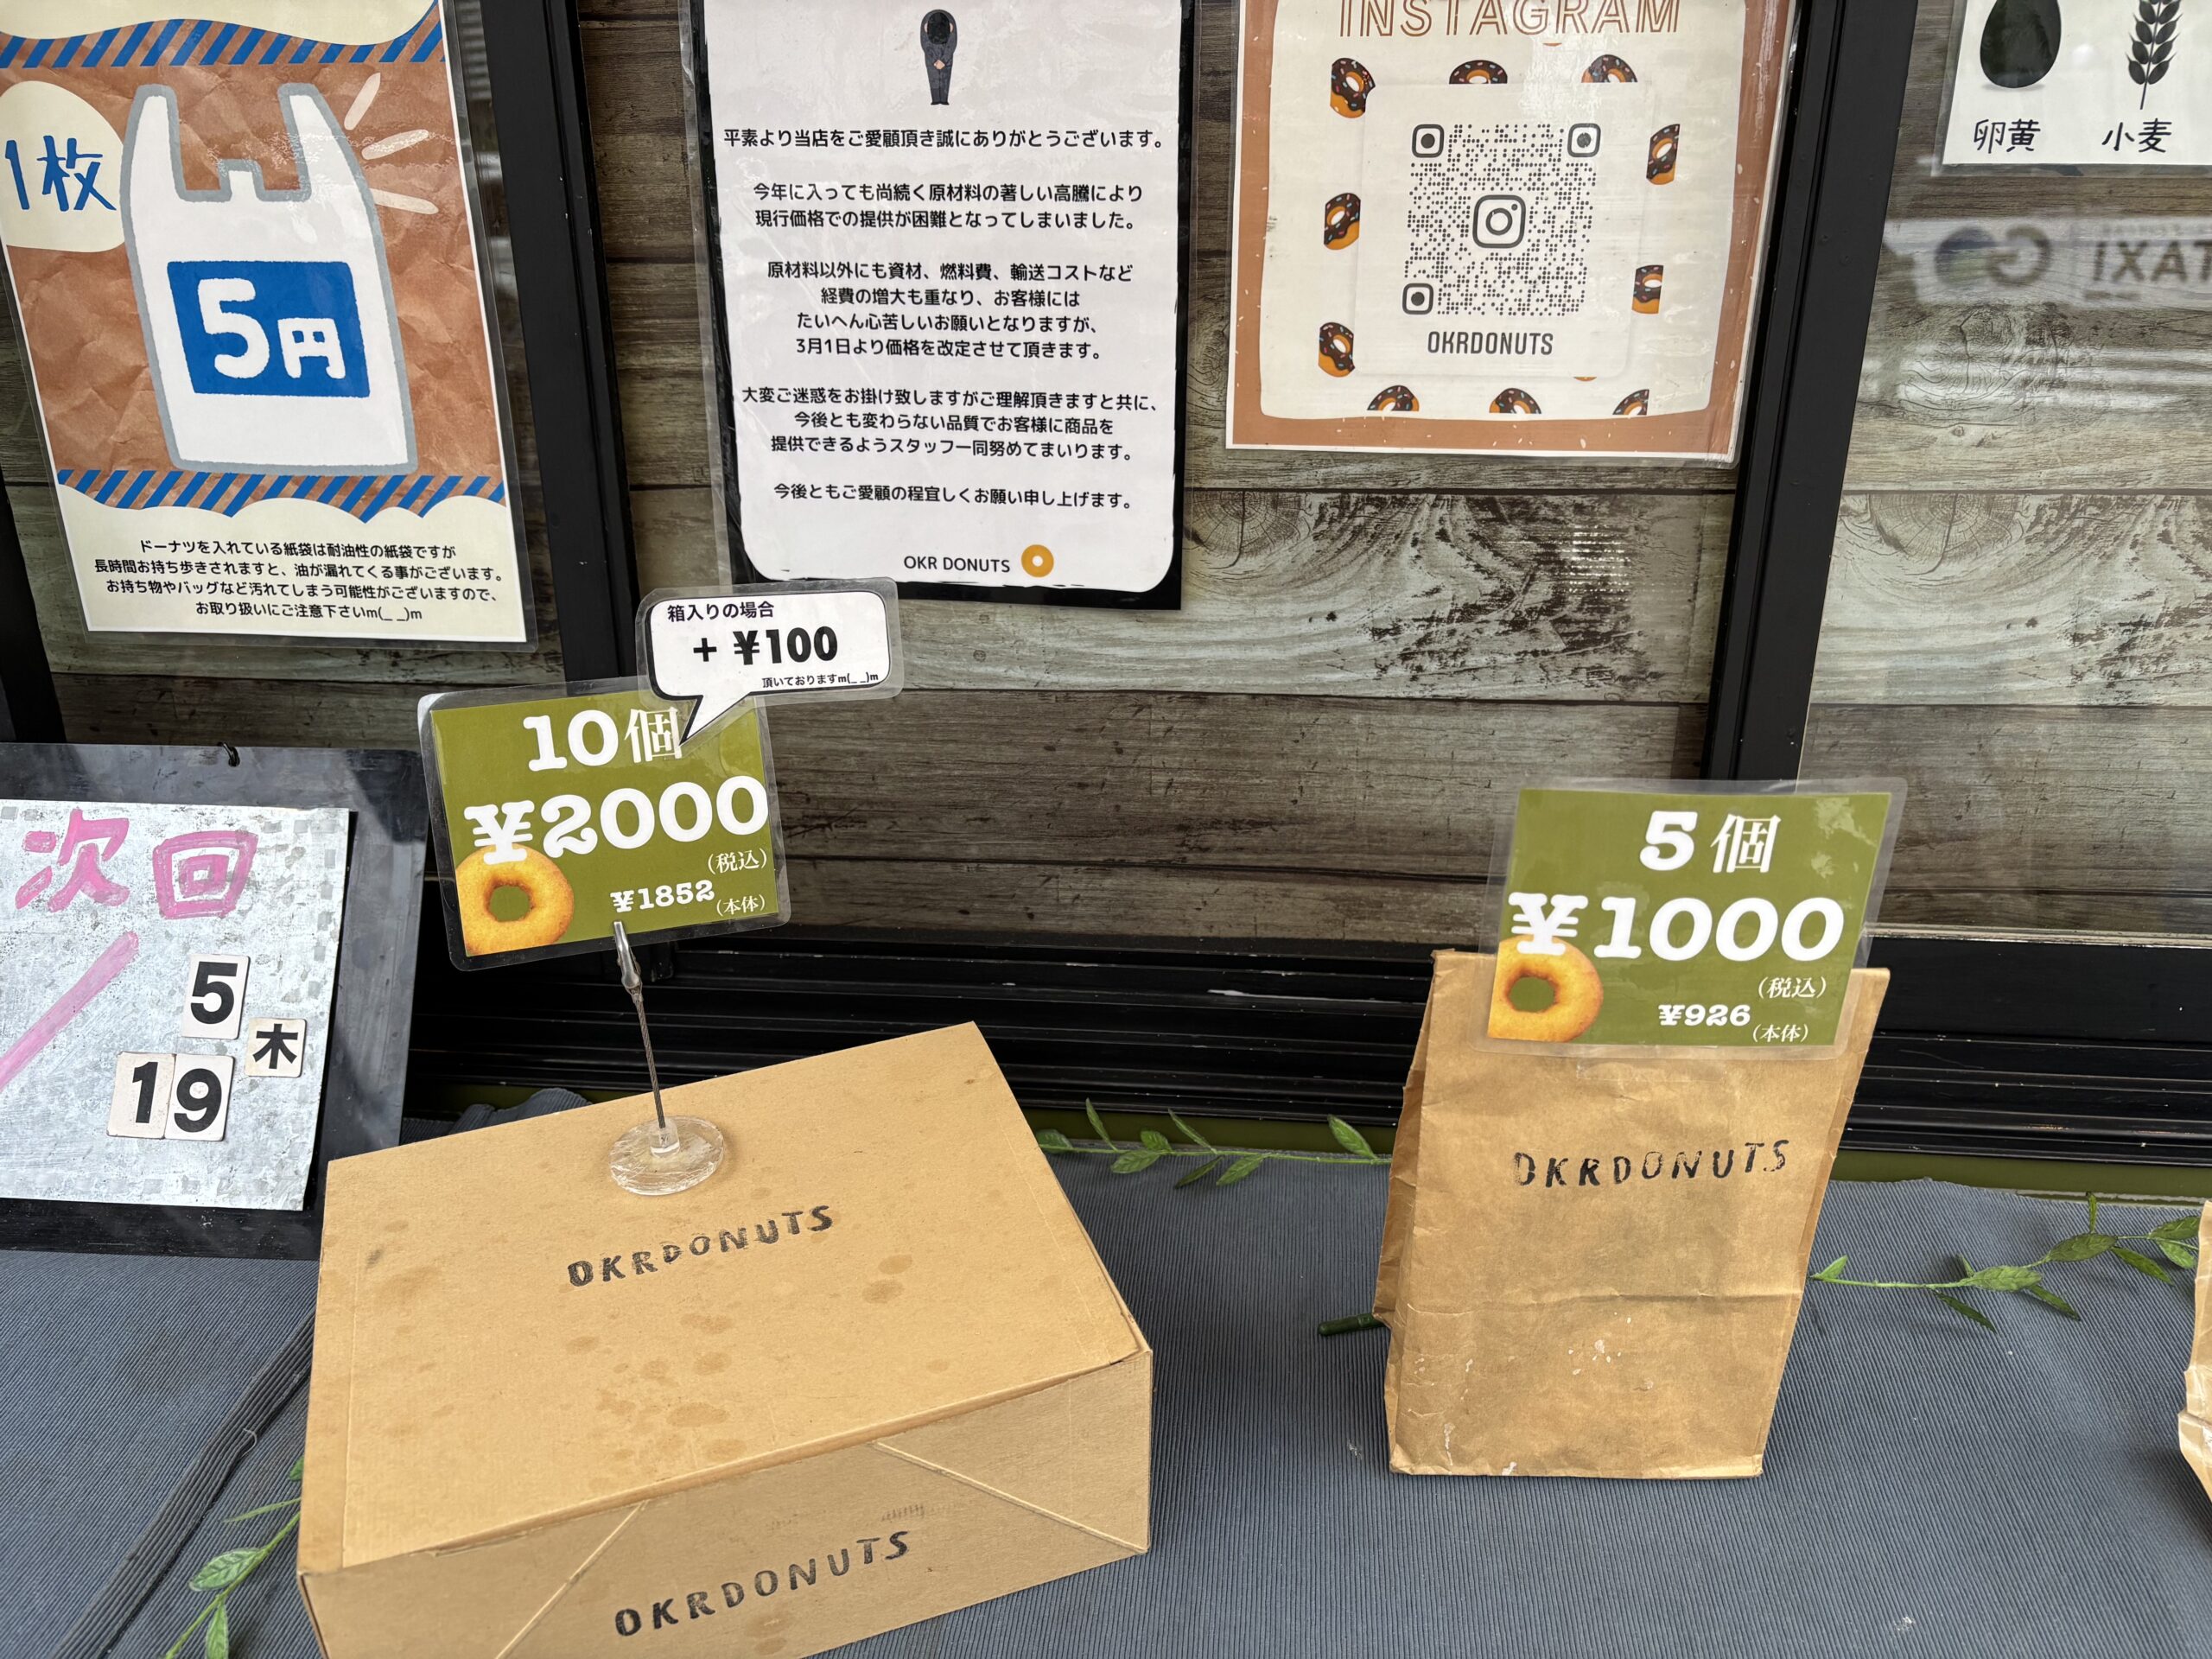 1枚
5円
ドーナツを入れている紙袋は耐油性の紙袋ですが
長時間お持ち歩きされますと、油が漏れてくる事がございます。
お持ち物やバッグなど汚れてしまう可能性がございますので、
お取り扱いにご注意下さいm(_ _)m
平素より当店をご愛顧頂き誠にありがとうございます。
今年に入っても尚続く原材料の著しい高騰により
現行価格での提供が困難となってしまいました。
原材料以外にも資材、燃料費、輸送コストなど
経費の増大も重なり、お客様には
たいへん心苦しいお願いとなりますが、
3月1日より価格を改定させて頂きます。
大変ご迷惑をお掛け致しますがご理解頂きますと共に、
今後とも変わらない品質でお客様に商品を
提供できるようスタッフ一同努めてまいります。
今後ともご愛顧の程宜しくお願い申し上げます。
OKR DONUTS
INSTAGRAM
OKRDONUTS
卵黄
小麦
TAXI
GO
箱入りの場合
+ ¥100
頂いておりますm(_ _)m
10個
¥2000
(税込)
¥1852(本体)
5個
¥1000
(税込)
¥926(本体)
次回
5
19
木
OKRDONUTS
OKRDONUTS
OKRDONUTS